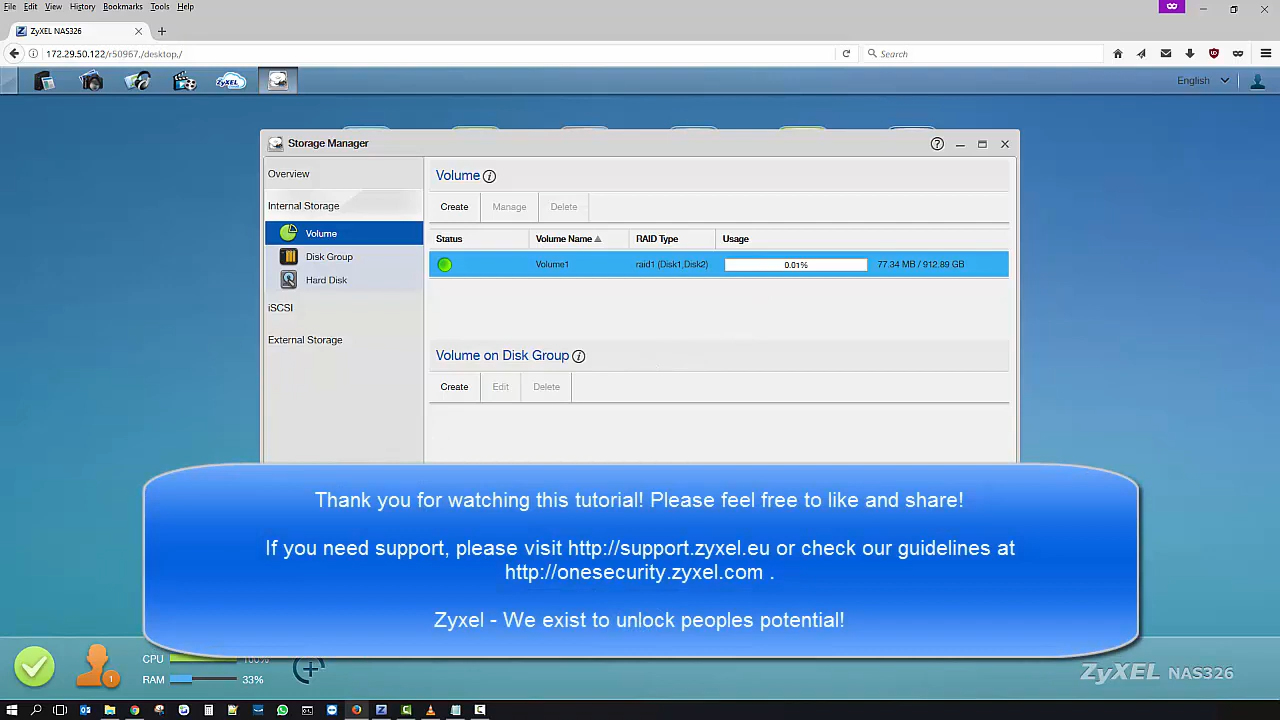 File Edit View History Bookmarks Tools Help
ZyXEL NAS326
172.29.50.122/r50967,/desktop,/
Search
ZyXEL
English
Storage Manager
Overview
Internal Storage
Volume
Disk Group
Hard Disk
iSCSI
External Storage
Volume
Create Manage Delete
Status Volume Name RAID Type Usage
Volume1 raid1 (Disk1,Disk2) 0.01% 77.34 MB / 912.89 GB
Volume on Disk Group
Create Edit Delete
Thank you for watching this tutorial! Please feel free to like and share!
If you need support, please visit http://support.zyxel.eu or check our guidelines at
http://onesecurity.zyxel.com .
Zyxel - We exist to unlock peoples potential!
1
CPU 100%
RAM 33%
ZyXEL NAS326